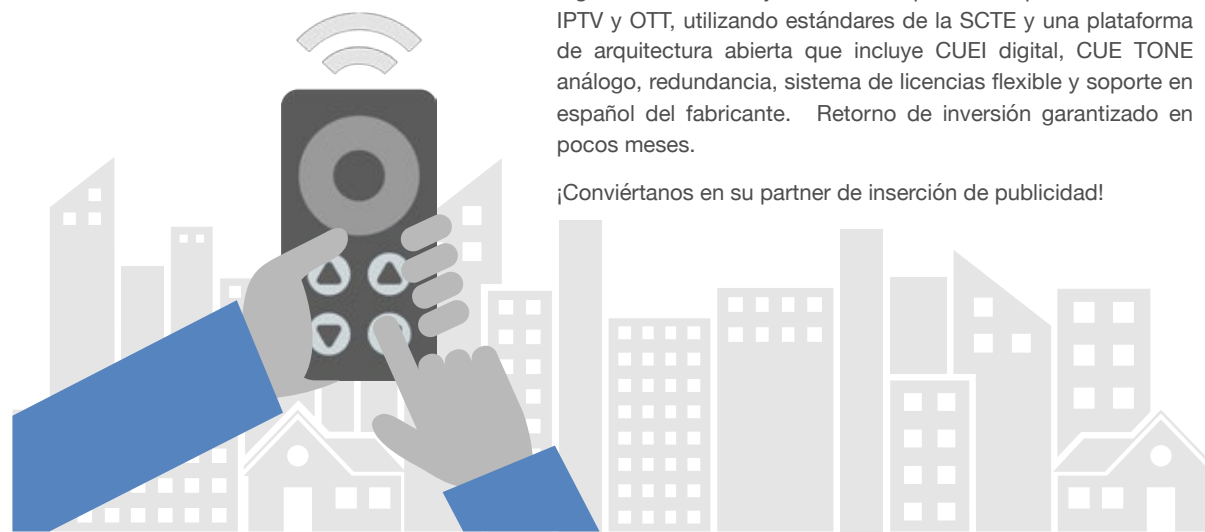 IPTV y OTT, utilizando estándares de la SCTE y una plataforma
de arquitectura abierta que incluye CUEI digital, CUE TONE
análogo, redundancia, sistema de licencias flexible y soporte en
español del fabricante. Retorno de inversión garantizado en
pocos meses.
¡Conviértanos en su partner de inserción de publicidad!